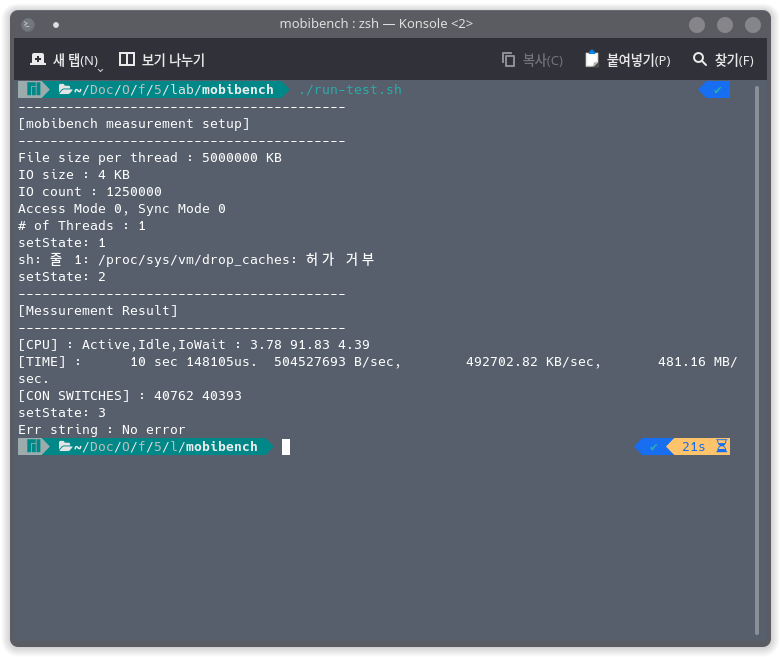 mobibench : zsh — Konsole <2>
새 탭(N) 보기 나누기 복사(C) 붙여넣기(P) 찾기(F)
~/Doc/O/f/5/lab/mobibench ./run-test.sh ✓
-----------------------------------------
[mobibench measurement setup]
-----------------------------------------
File size per thread : 5000000 KB
IO size : 4 KB
IO count : 1250000
Access Mode 0, Sync Mode 0
# of Threads : 1
setState: 1
sh: 줄 1: /proc/sys/vm/drop_caches: 허가 거부
setState: 2
-----------------------------------------
[Messurement Result]
-----------------------------------------
[CPU] : Active,Idle,IoWait : 3.78 91.83 4.39
[TIME] :      10 sec 148105us.  504527693 B/sec,        492702.82 KB/sec,       481.16 MB/
sec.
[CON SWITCHES] : 40762 40393
setState: 3
Err string : No error
~/Doc/O/f/5/l/mobibench ✓ 21s